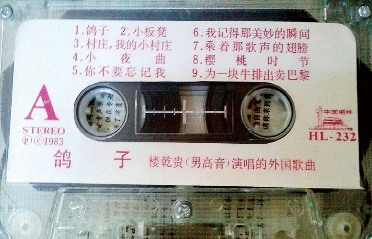 1.鸽子 2.小板凳
3.村庄,我的小村庄
4.小夜曲
5.你不要忘记我
6.我记得那美妙的瞬间
7.乘着那歌声的翅膀
8.樱桃时节
9.为一块牛排出卖巴黎
A
STEREO
℗©1983
中国唱片
HL-232
鸽子 楼乾贵(男高音)演唱的外国歌曲